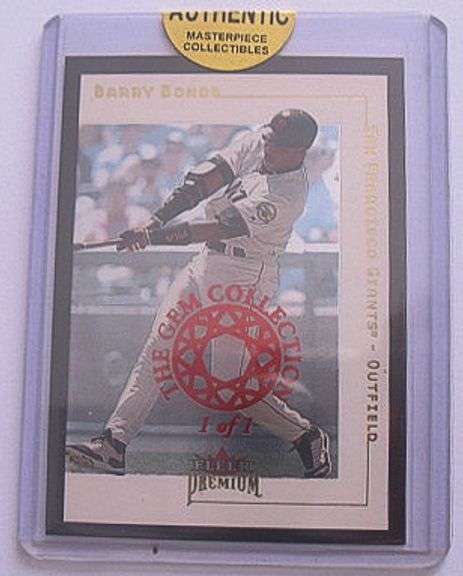 AUTHENTIC
MASTERPIECE
COLLECTIBLES
BARRY BONDS
SAN FRANCISCO GIANTS® - OUTFIELD
THE GEM COLLECTION
1 of 1
FLEER
PREMIUM